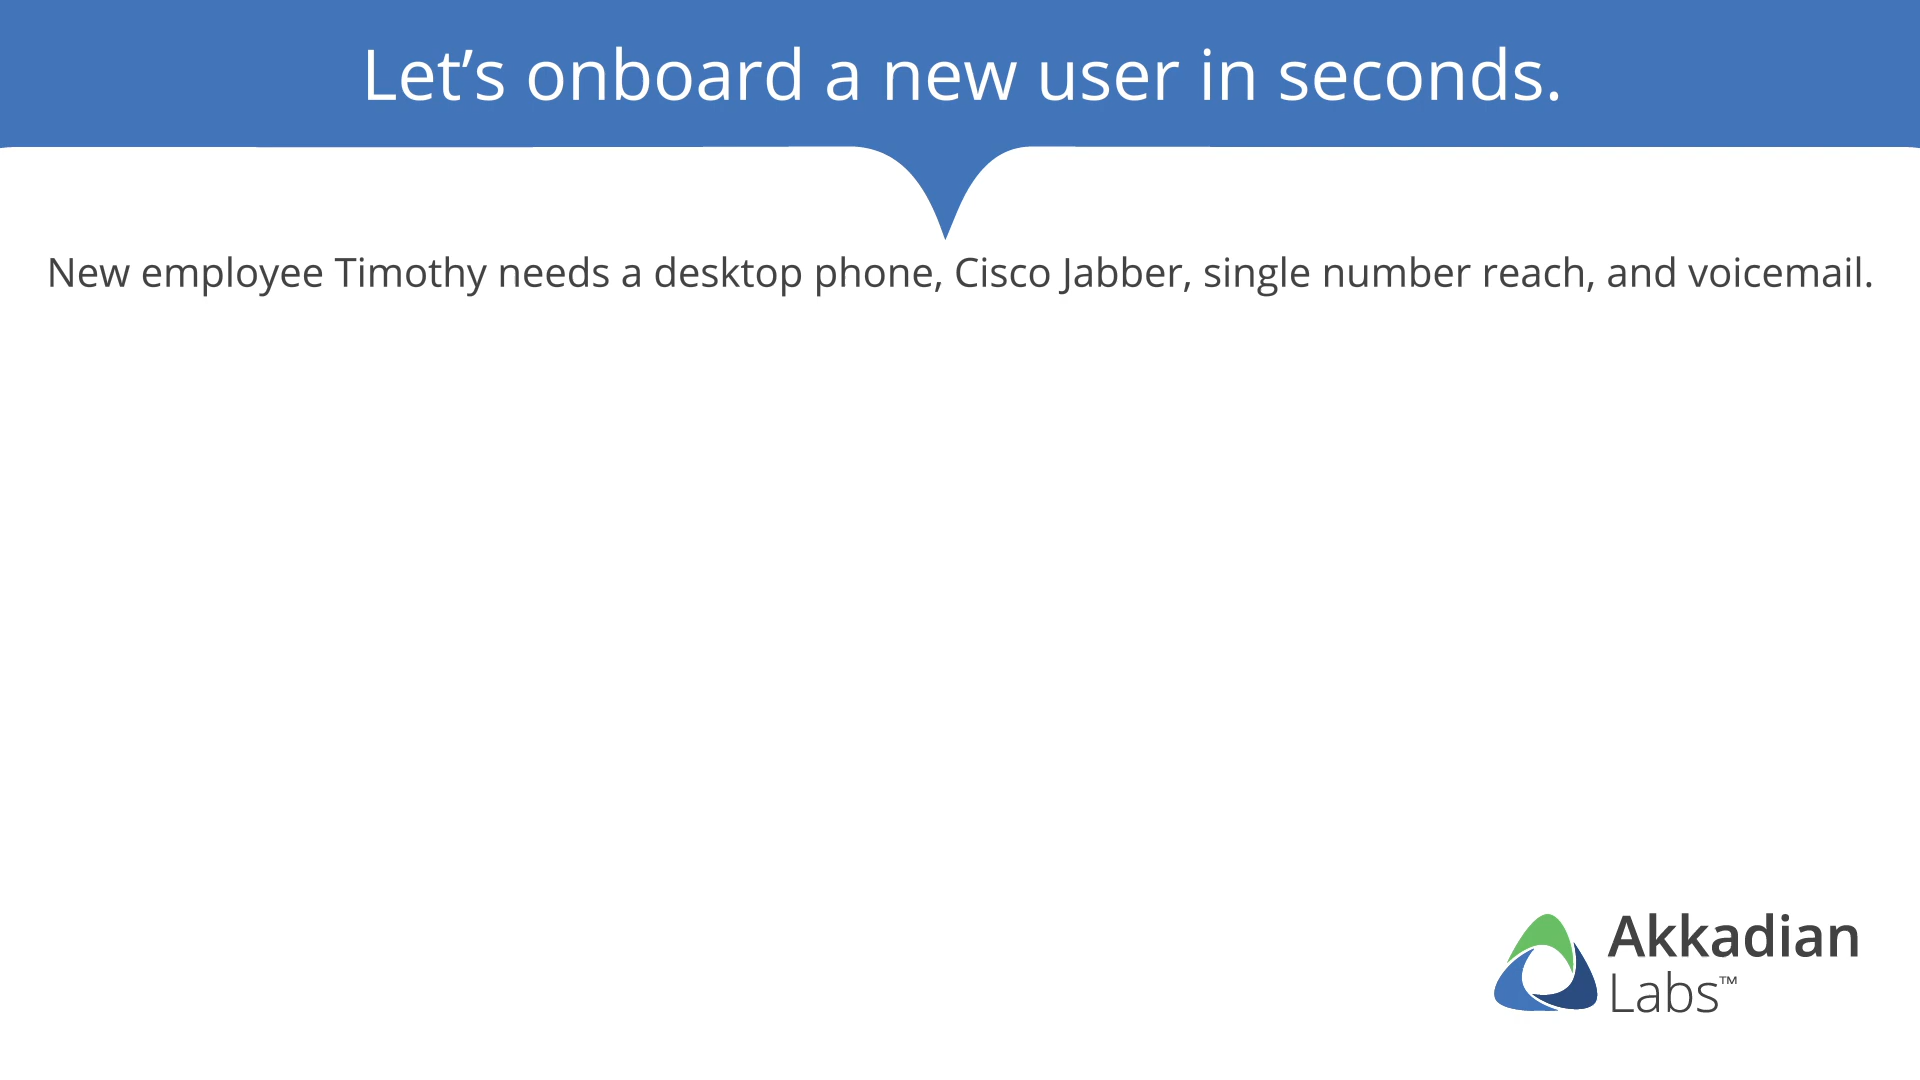 Let’s onboard a new user in seconds.
New employee Timothy needs a desktop phone, Cisco Jabber, single number reach, and voicemail.
Akkadian
Labs™